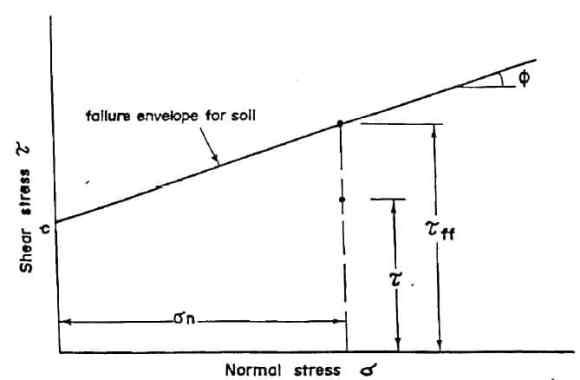 failure envelope for soil
ϕ
Shear stress τ
c
τff
τ
σn
Normal stress σ